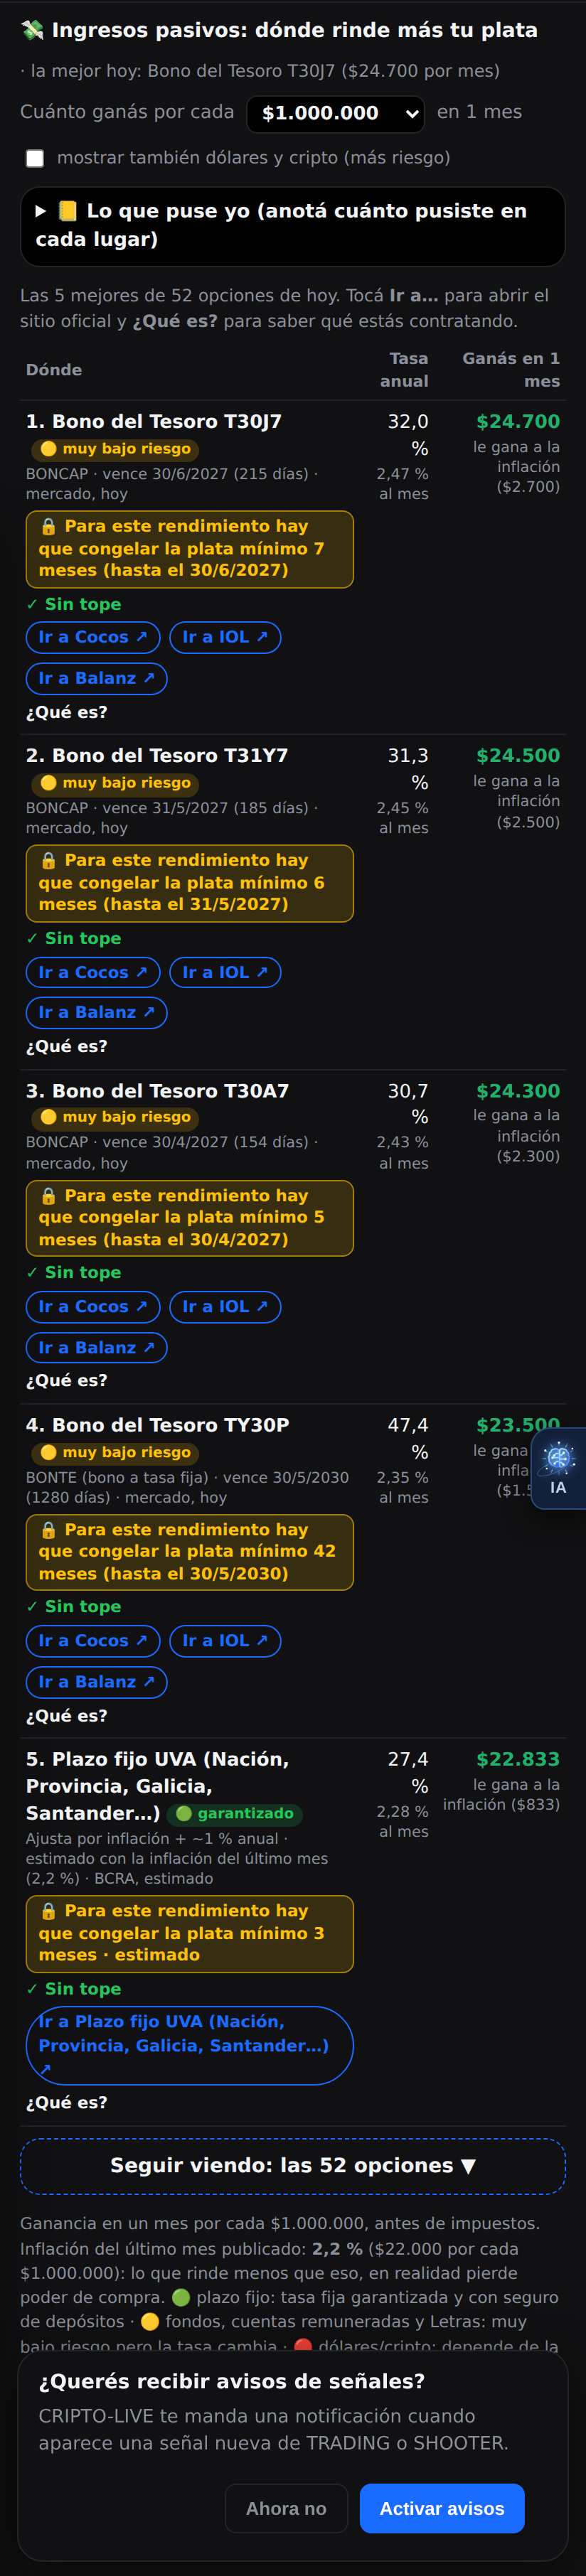 💸 Ingresos pasivos: dónde rinde más tu plata
· la mejor hoy: Bono del Tesoro T30J7 ($24.700 por mes)
Cuánto ganás por cada $1.000.000 en 1 mes
mostrar también dólares y cripto (más riesgo)
▶ 📒 Lo que puse yo (anotá cuánto pusiste en
cada lugar)
Las 5 mejores de 52 opciones de hoy. Tocá Ir a… para abrir el
sitio oficial y ¿Qué es? para saber qué estás contratando.
Dónde
Tasa
anual
Ganás en 1
mes
1. Bono del Tesoro T30J7
🟡 muy bajo riesgo
BONCAP · vence 30/6/2027 (215 días) ·
mercado, hoy
🔒 Para este rendimiento hay
que congelar la plata mínimo 7
meses (hasta el 30/6/2027)
✓ Sin tope
Ir a Cocos ↗ Ir a IOL ↗
Ir a Balanz ↗
¿Qué es?
32,0
%
2,47 %
al mes
$24.700
le gana a la
inflación
($2.700)
2. Bono del Tesoro T31Y7
🟡 muy bajo riesgo
BONCAP · vence 31/5/2027 (185 días) ·
mercado, hoy
🔒 Para este rendimiento hay
que congelar la plata mínimo 6
meses (hasta el 31/5/2027)
✓ Sin tope
Ir a Cocos ↗ Ir a IOL ↗
Ir a Balanz ↗
¿Qué es?
31,3
%
2,45 %
al mes
$24.500
le gana a la
inflación
($2.500)
3. Bono del Tesoro T30A7
🟡 muy bajo riesgo
BONCAP · vence 30/4/2027 (154 días) ·
mercado, hoy
🔒 Para este rendimiento hay
que congelar la plata mínimo 5
meses (hasta el 30/4/2027)
✓ Sin tope
Ir a Cocos ↗ Ir a IOL ↗
Ir a Balanz ↗
¿Qué es?
30,7
%
2,43 %
al mes
$24.300
le gana a la
inflación
($2.300)
4. Bono del Tesoro TY30P
🟡 muy bajo riesgo
BONTE (bono a tasa fija) · vence 30/5/2030
(1280 días) · mercado, hoy
🔒 Para este rendimiento hay
que congelar la plata mínimo 42
meses (hasta el 30/5/2030)
✓ Sin tope
Ir a Cocos ↗ Ir a IOL ↗
Ir a Balanz ↗
¿Qué es?
47,4
%
2,35 %
al mes
$23.500
le gana
infla
($1.5
IA
5. Plazo fijo UVA (Nación,
Provincia, Galicia,
Santander…) 🟢 garantizado
Ajusta por inflación + ~1 % anual ·
estimado con la inflación del último mes
(2,2 %) · BCRA, estimado
🔒 Para este rendimiento hay
que congelar la plata mínimo 3
meses · estimado
✓ Sin tope
Ir a Plazo fijo UVA (Nación,
Provincia, Galicia, Santander…)
↗
¿Qué es?
27,4
%
2,28 %
al mes
$22.833
le gana a la
inflación ($833)
Seguir viendo: las 52 opciones ▼
Ganancia en un mes por cada $1.000.000, antes de impuestos.
Inflación del último mes publicado: 2,2 % ($22.000 por cada
$1.000.000): lo que rinde menos que eso, en realidad pierde
poder de compra. 🟢 plazo fijo: tasa fija garantizada y con seguro
de depósitos · 🟡 fondos, cuentas remuneradas y Letras: muy
bajo riesgo pero la tasa cambia · 🔴 dólares/cripto: depende de la
¿Querés recibir avisos de señales?
CRIPTO-LIVE te manda una notificación cuando
aparece una señal nueva de TRADING o SHOOTER.
Ahora no
Activar avisos